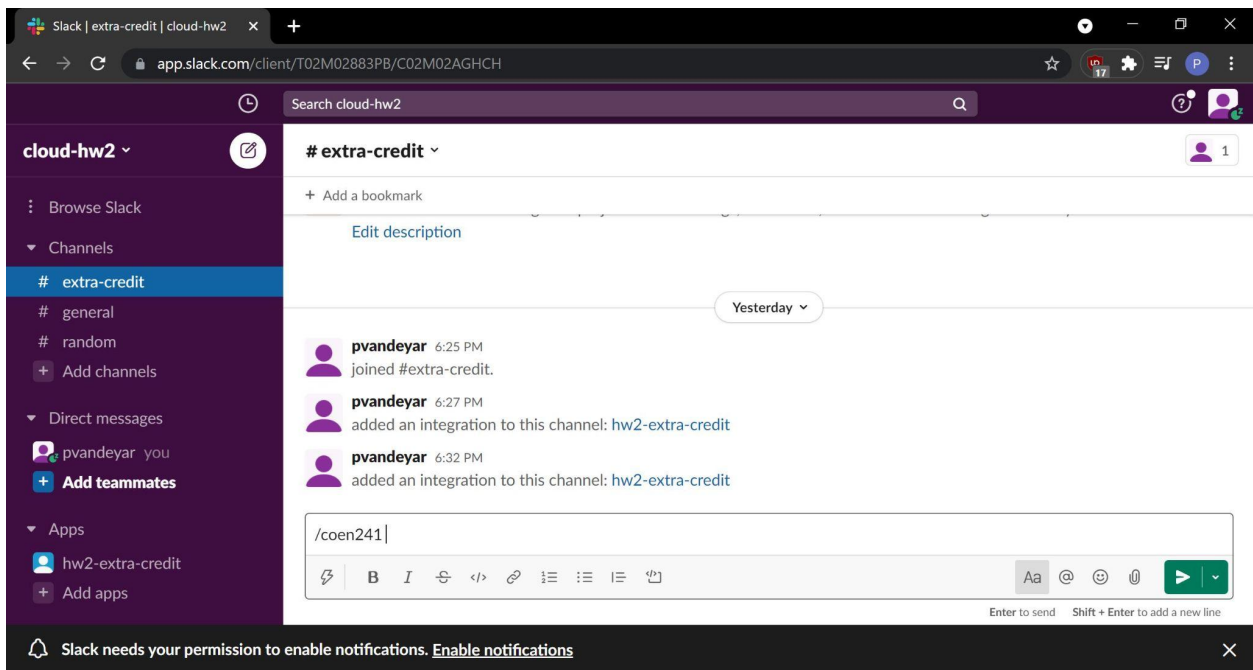 Slack | extra-credit | cloud-hw2
app.slack.com/client/T02M02883PB/C02M02AGHCH
17
P
Search cloud-hw2
cloud-hw2
# extra-credit
1
+ Add a bookmark
Browse Slack
Edit description
Channels
# extra-credit
Yesterday
# general
# random
pvandeyar 6:25 PM
joined #extra-credit.
+ Add channels
pvandeyar 6:27 PM
added an integration to this channel: hw2-extra-credit
Direct messages
pvandeyar you
pvandeyar 6:32 PM
added an integration to this channel: hw2-extra-credit
+ Add teammates
Apps
/coen241
hw2-extra-credit
B I S </> Aa @
+ Add apps
Enter to send Shift + Enter to add a new line
Slack needs your permission to enable notifications. Enable notifications